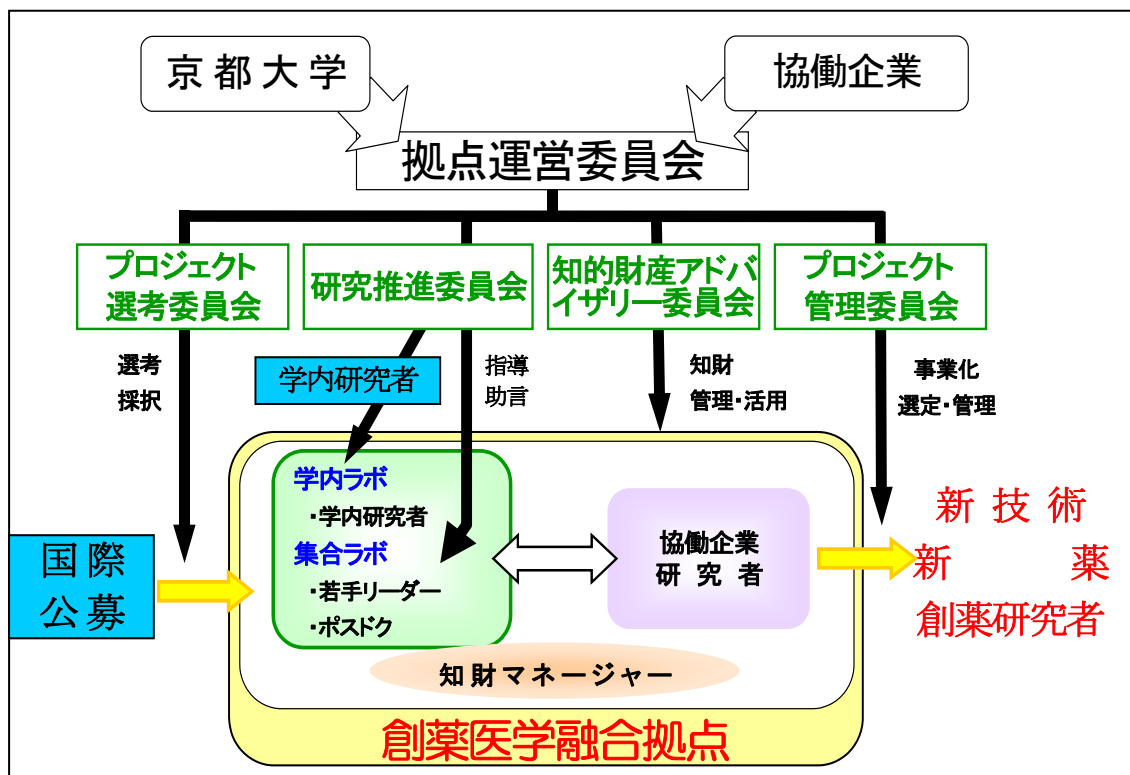 京都大学
協働企業
拠点運営委員会
プロジェクト
選考委員会
研究推進委員会
知的財産アドバ
イザリー委員会
プロジェクト
管理委員会
選考
採択
学内研究者
指導
助言
知財
管理・活用
事業化
選定・管理
国際
公募
学内ラボ
・学内研究者
集合ラボ
・若手リーダー
・ポスドク
協働企業
研究者
知財マネージャー
創薬医学融合拠点
新技術
新薬
創薬研究者